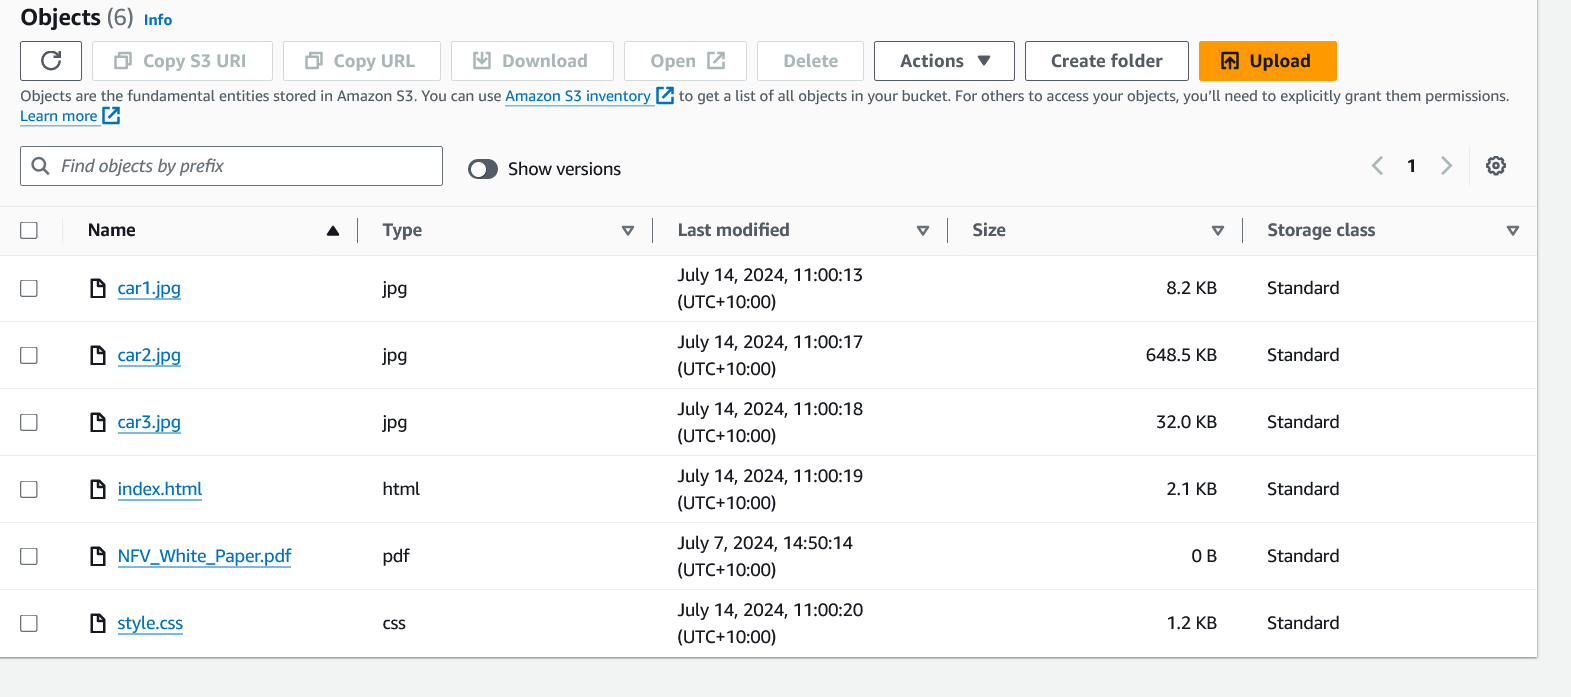 Objects (6) Info
Copy S3 URI Copy URL Download Open Delete Actions Create folder Upload
Objects are the fundamental entities stored in Amazon S3. You can use Amazon S3 inventory to get a list of all objects in your bucket. For others to access your objects, you’ll need to explicitly grant them permissions.
Learn more
Find objects by prefix Show versions 1
Name Type Last modified Size Storage class
car1.jpg jpg July 14, 2024, 11:00:13 (UTC+10:00) 8.2 KB Standard
car2.jpg jpg July 14, 2024, 11:00:17 (UTC+10:00) 648.5 KB Standard
car3.jpg jpg July 14, 2024, 11:00:18 (UTC+10:00) 32.0 KB Standard
index.html html July 14, 2024, 11:00:19 (UTC+10:00) 2.1 KB Standard
NFV_White_Paper.pdf pdf July 7, 2024, 14:50:14 (UTC+10:00) 0 B Standard
style.css css July 14, 2024, 11:00:20 (UTC+10:00) 1.2 KB Standard